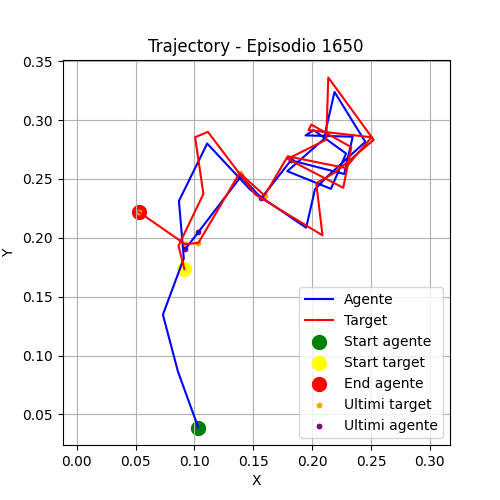 Trajectory - Episodio 1650
0.35
0.30
0.25
0.20
0.15
0.10
0.05
Y
Agente
Target
Start agente
Start target
End agente
Ultimi target
Ultimi agente
0.00 0.05 0.10 0.15 0.20 0.25 0.30
X